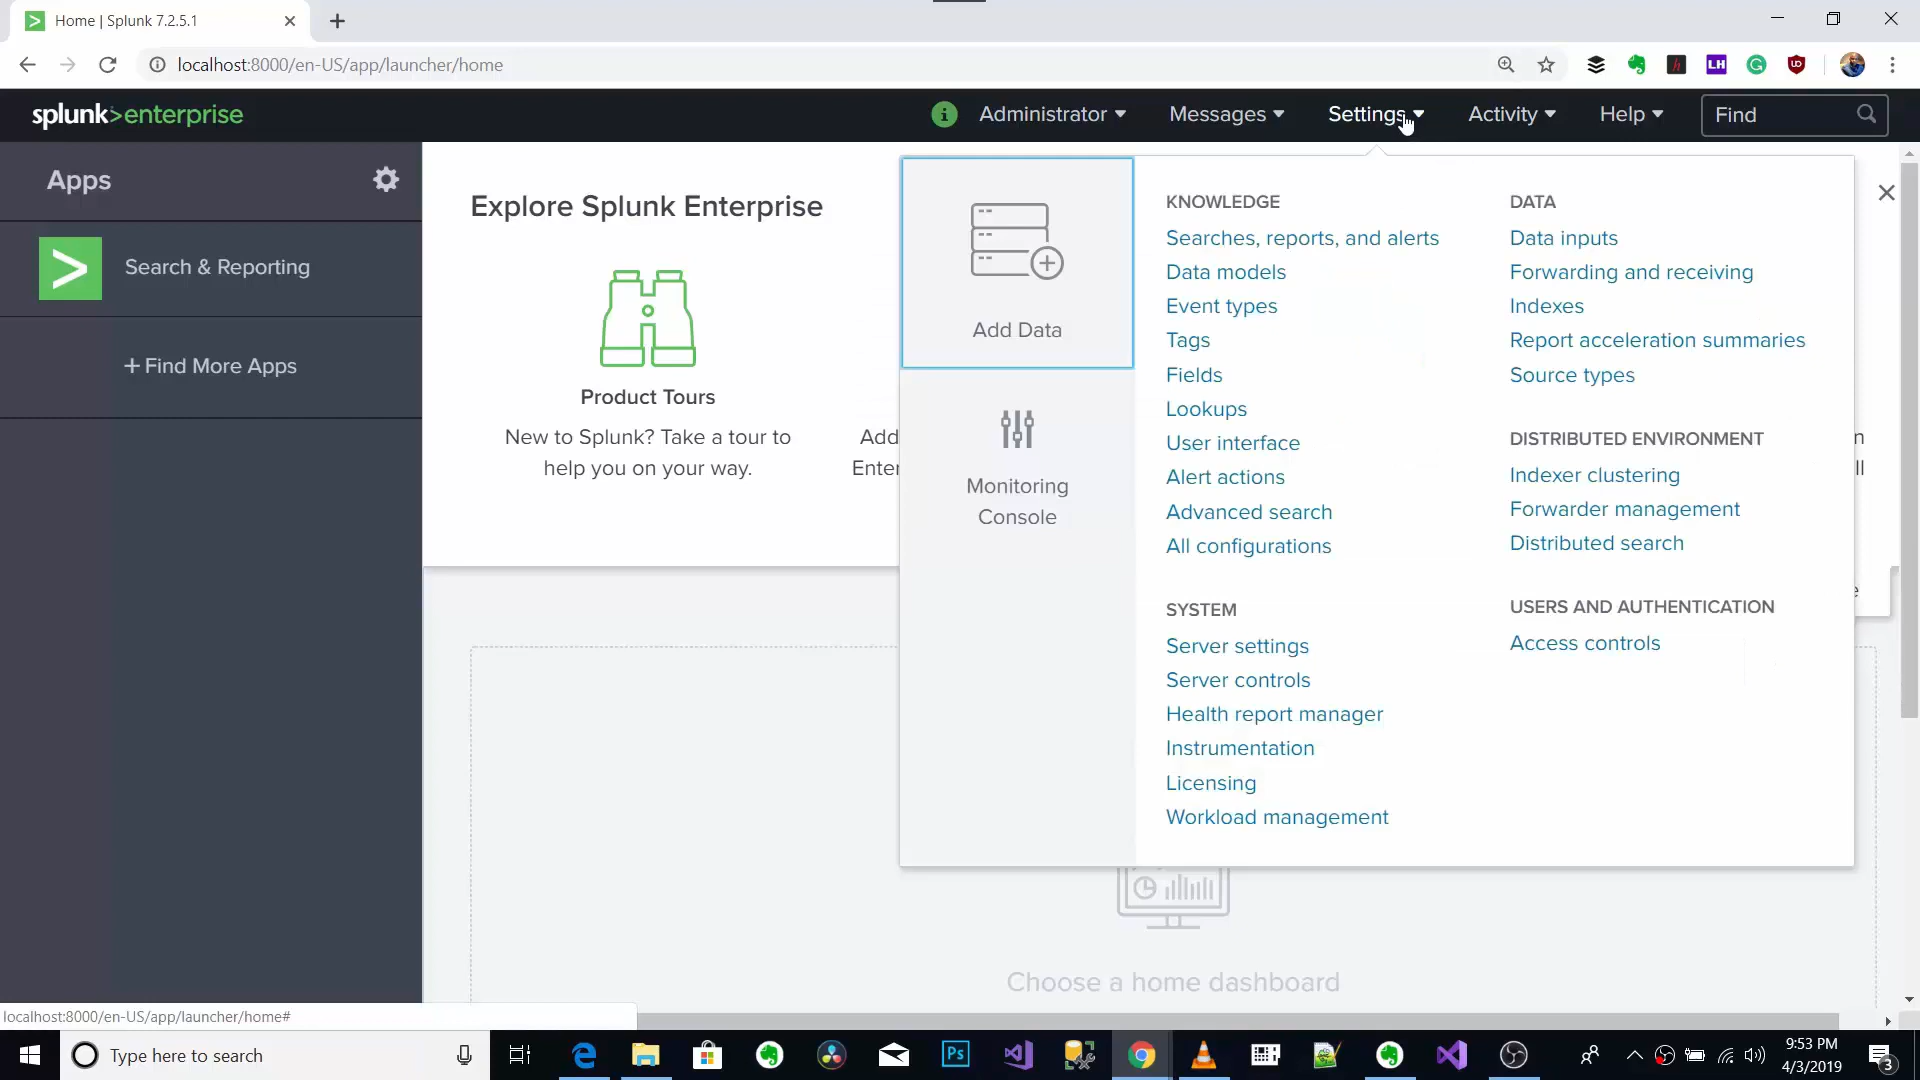 Home | Splunk 7.2.5.1
localhost:8000/en-US/app/launcher/home
splunk>enterprise
i
Administrator
Messages
Settings
Activity
Help
Find
Apps
Search & Reporting
+ Find More Apps
Explore Splunk Enterprise
Product Tours
New to Splunk? Take a tour to
help you on your way.
Add
Enter
Add Data
Monitoring
Console
KNOWLEDGE
Searches, reports, and alerts
Data models
Event types
Tags
Fields
Lookups
User interface
Alert actions
Advanced search
All configurations
SYSTEM
Server settings
Server controls
Health report manager
Instrumentation
Licensing
Workload management
DATA
Data inputs
Forwarding and receiving
Indexes
Report acceleration summaries
Source types
DISTRIBUTED ENVIRONMENT
Indexer clustering
Forwarder management
Distributed search
USERS AND AUTHENTICATION
Access controls
Choose a home dashboard
localhost:8000/en-US/app/launcher/home#
Type here to search
Ps
LH
9:53 PM
4/3/2019
3